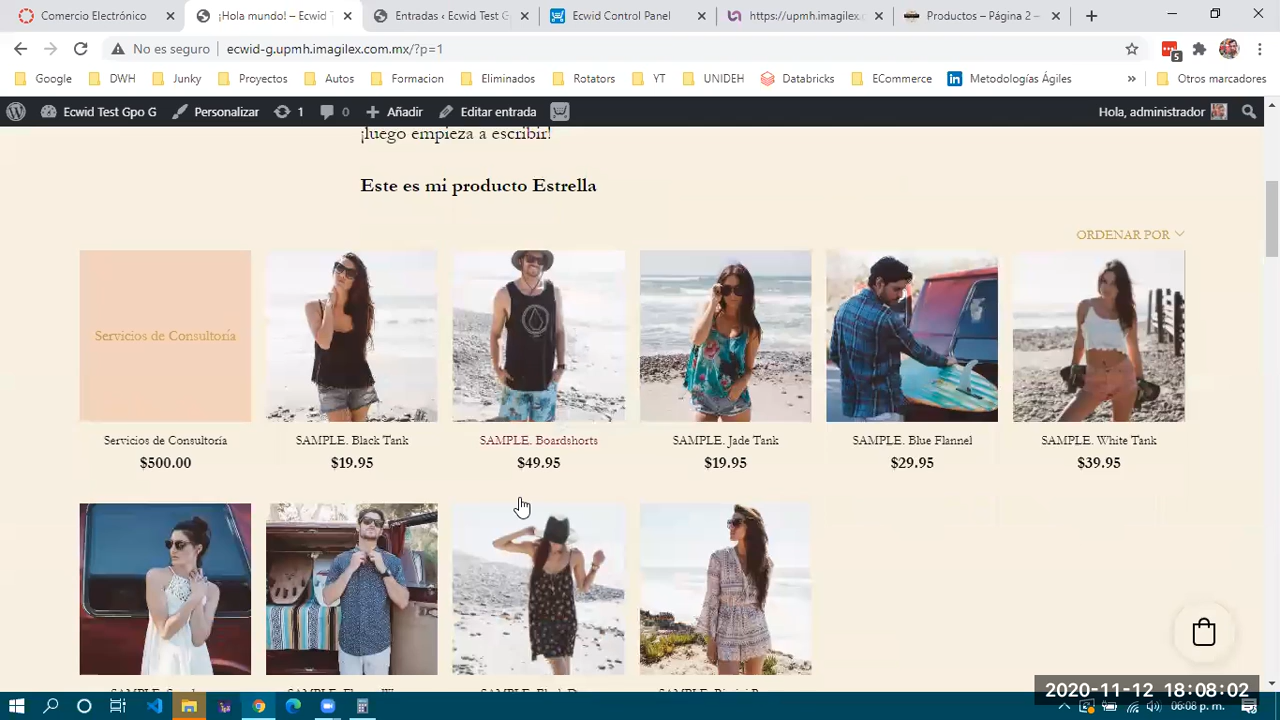 Comercio Electrónico
¡Hola mundo! – Ecwid T
Entradas ‹ Ecwid Test G
Ecwid Control Panel
https://upmh.imagilex.c
Productos – Página 2 –
No es seguro
ecwid-g.upmh.imagilex.com.mx/?p=1
5
Google
DWH
Junky
Proyectos
Autos
Formacion
Eliminados
Rotators
YT
UNIDEH
Databricks
ECommerce
Metodologías Ágiles
»
Otros marcadores
Ecwid Test Gpo G
Personalizar
1
0
Añadir
Editar entrada
Hola, administrador
¡luego empieza a escribir!
Este es mi producto Estrella
ORDENAR POR
Servicios de Consultoría
Servicios de Consultoría
SAMPLE. Black Tank
SAMPLE. Boardshorts
SAMPLE. Jade Tank
SAMPLE. Blue Flannel
SAMPLE. White Tank
$500.00
$19.95
$49.95
$19.95
$29.95
$39.95
2020-11-12 18:08:02
06:08 p. m.